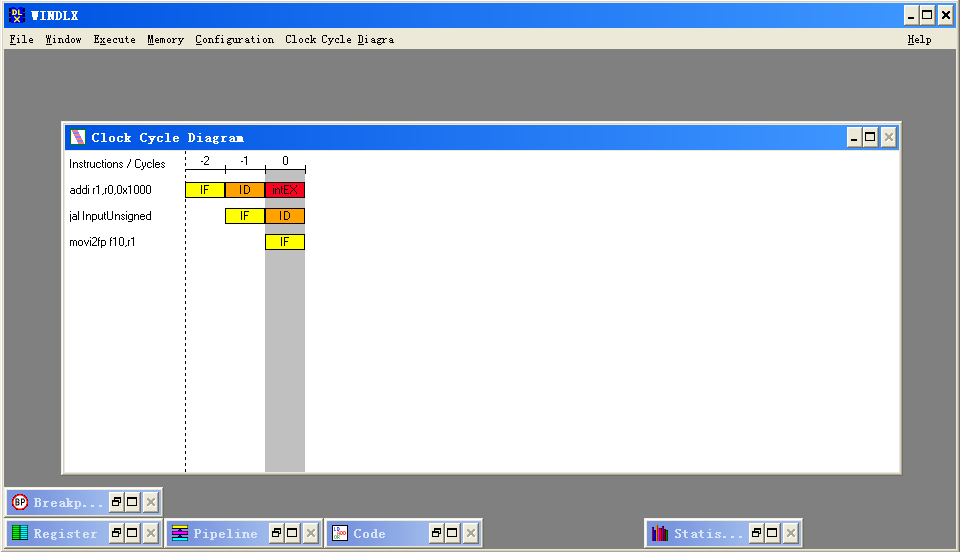 WINDLX
File Window Execute Memory Configuration Clock Cycle Diagra Help
Clock Cycle Diagram
Instructions / Cycles -2 -1 0
addi r1,r0,0x1000 IF ID intEX
jal InputUnsigned IF ID
movi2fp f10,r1 IF
BP Breakp...
Register Pipeline Code Statis...